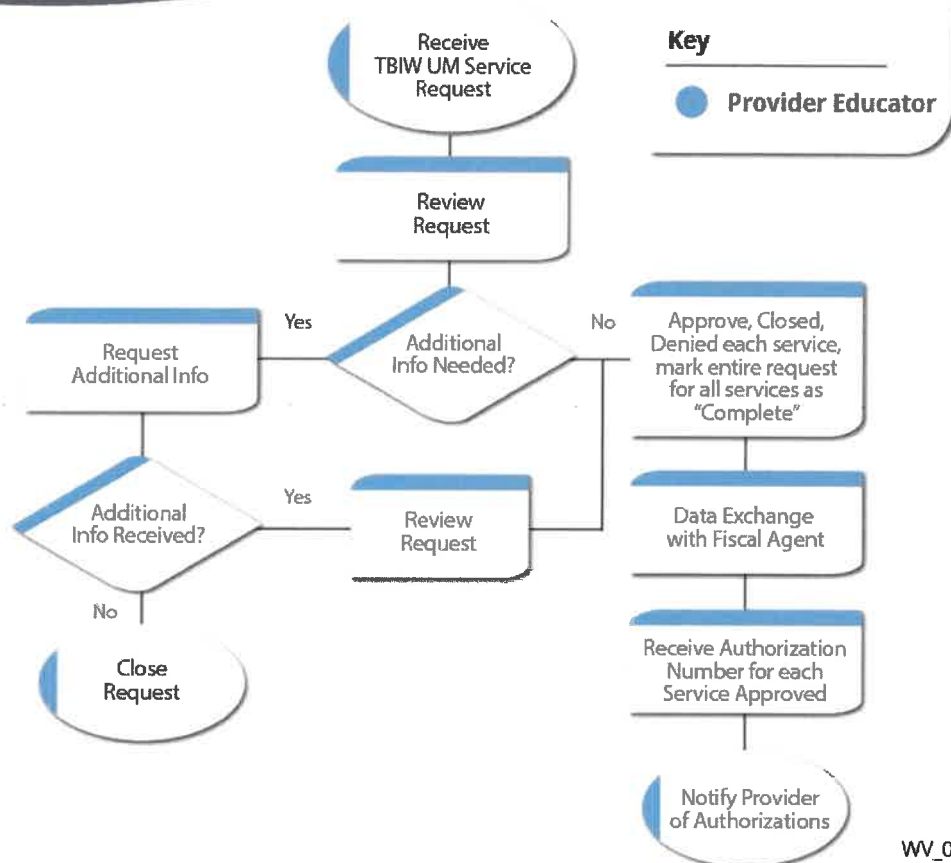 Receive
TBIW UM Service
Request
Key
Provider Educator
Review
Request
Yes
Additional
Info Needed?
No
Request
Additional Info
Approve, Closed,
Denied each service,
mark entire request
for all services as
"Complete"
Additional
Info Received?
Yes
Review
Request
Data Exchange
with Fiscal Agent
No
Close
Request
Receive Authorization
Number for each
Service Approved
Notify Provider
of Authorizations